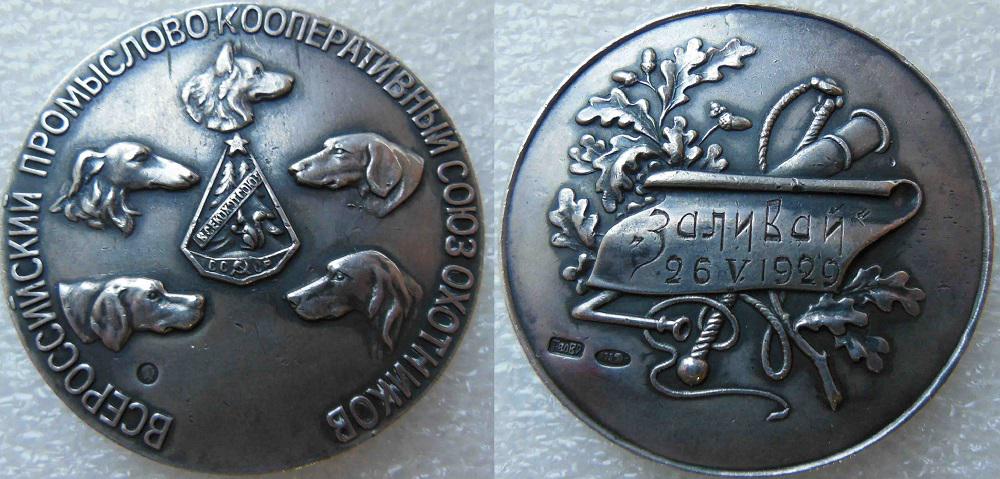 ВСЕРОССИЙСКИЙ ПРОМЫСЛОВО-КООПЕРАТИВНЫЙ СОЮЗ ОХОТНИКОВ
„Заливай“
26 V 1929